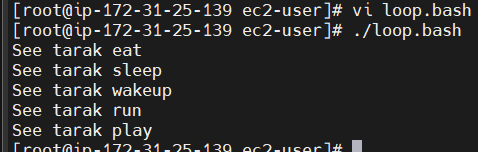 [root@ip-172-31-25-139 ec2-user]# vi loop.bash
[root@ip-172-31-25-139 ec2-user]# ./loop.bash
See tarak eat
See tarak sleep
See tarak wakeup
See tarak run
See tarak play
[root@ip-172-31-25-139 ec2-user]#